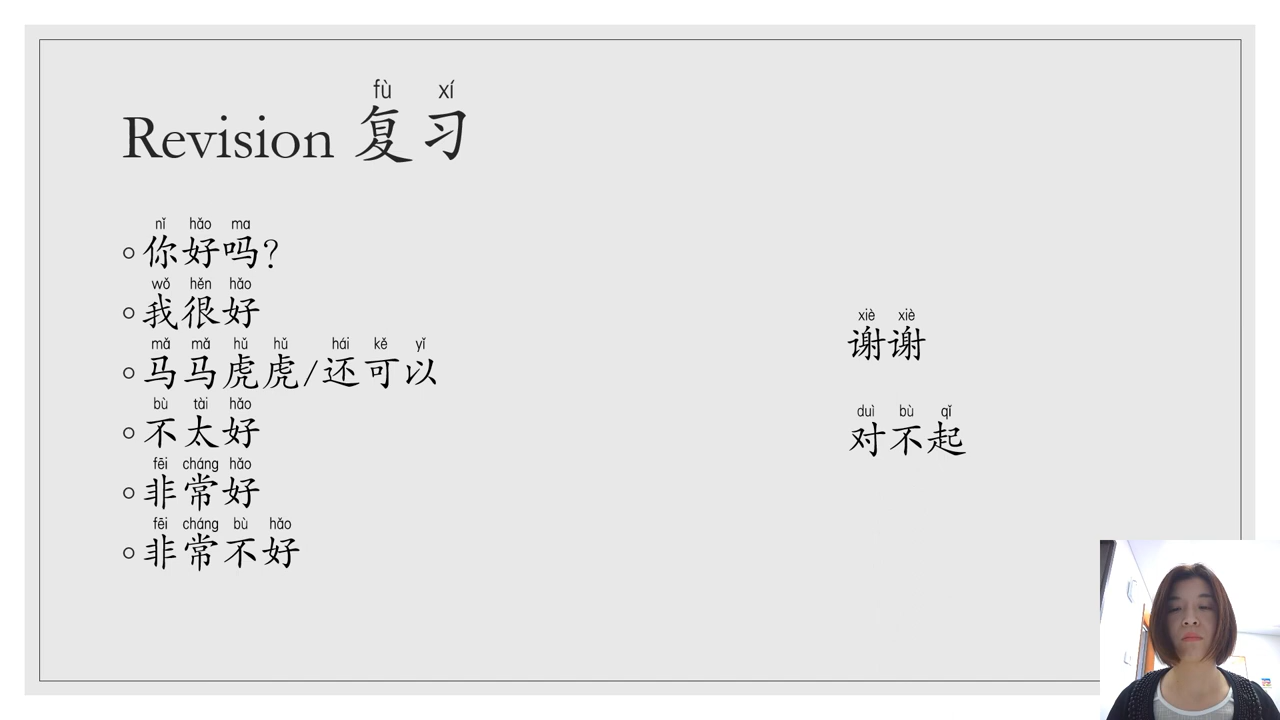 fù xí
Revision 复习
nǐ hǎo ma
你好吗?
wǒ hěn hǎo
我很好
mǎ mǎ hǔ hǔ hái kě yǐ
马马虎虎/还可以
bù tài hǎo
不太好
fēi cháng hǎo
非常好
fēi cháng bù hǎo
非常不好
xiè xiè
谢谢
duì bù qǐ
对不起